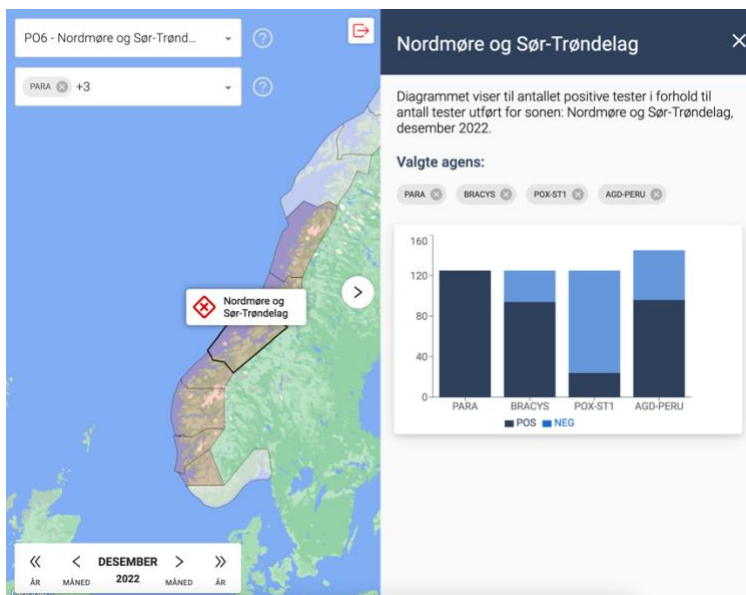 PO6 - Nordmøre og Sør-Trønd...
PARA +3
Nordmøre og
Sør-Trøndelag
DESEMBER
2022
ÅR
MÅNED
MÅNED
ÅR
Nordmøre og Sør-Trøndelag
Diagrammet viser til antallet positive tester i forhold til
antall tester utført for sonen: Nordmøre og Sør-Trøndelag,
desember 2022.
Valgte agens:
PARA BRACYS POX-ST1 AGD-PERU
160
120
80
40
0
PARA BRACYS POX-ST1 AGD-PERU
POS NEG